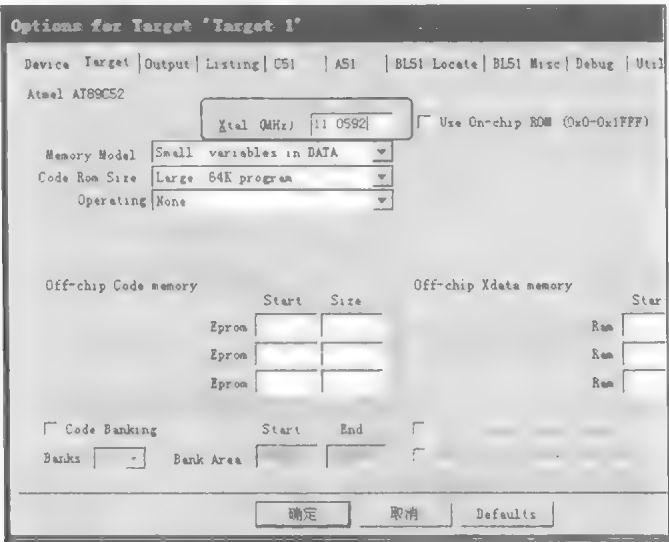 Options for Target 'Target 1'
Device Target Output Listing C51 A51 BL51 Locate BL51 Misc Debug Util
Atmel AT89C52
Xtal (MHz) 11.0592
Use On-chip ROM (0x0-0x1FFF)
Memory Model Small variables in DATA
Code Rom Size Large 64K program
Operating None
Off-chip Code memory
Off-chip Xdata memory
Start Size
Star
Eprom
Ram
Eprom
Ram
Eprom
Ram
Code Banking Start End
Banks Bank Area
确定 取消 Defaults